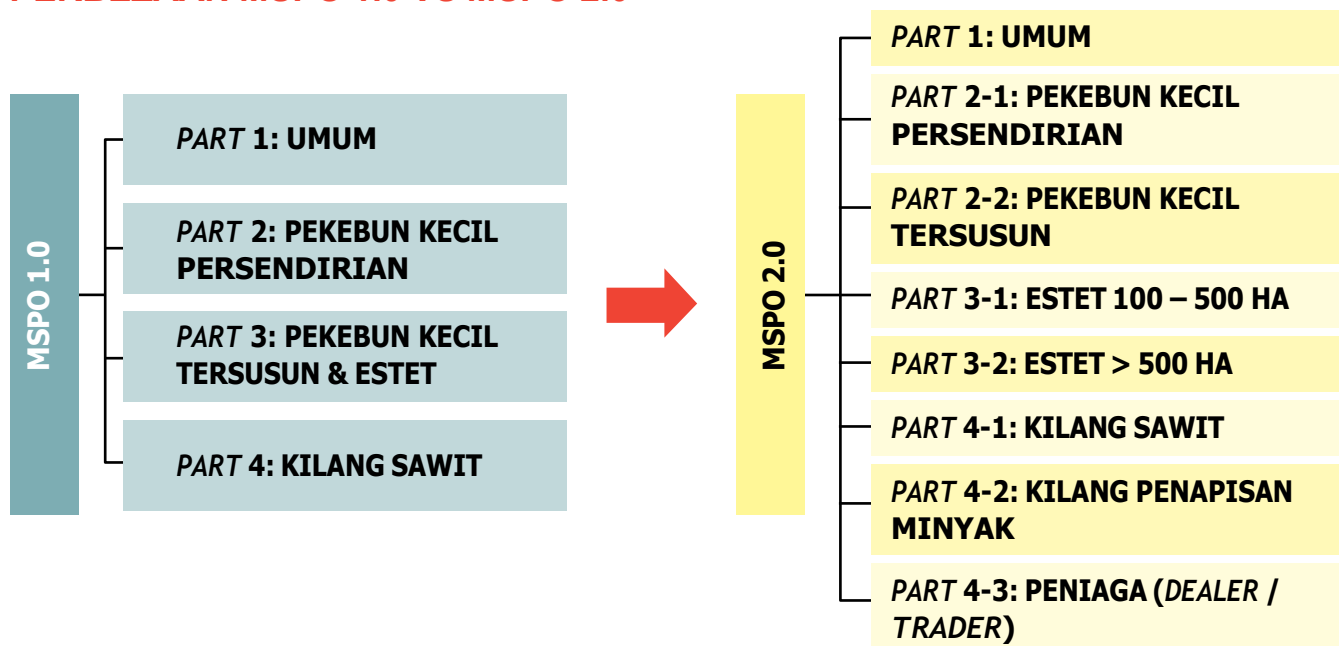 MSPO 1.0
PART 1: UMUM
PART 2: PEKEBUN KECIL
PERSENDIRIAN
PART 3: PEKEBUN KECIL
TERSUSUN & ESTET
PART 4: KILANG SAWIT
MSPO 2.0
PART 1: UMUM
PART 2-1: PEKEBUN KECIL
PERSENDIRIAN
PART 2-2: PEKEBUN KECIL
TERSUSUN
PART 3-1: ESTET 100 – 500 HA
PART 3-2: ESTET > 500 HA
PART 4-1: KILANG SAWIT
PART 4-2: KILANG PENAPISAN
MINYAK
PART 4-3: PENIAGA (DEALER /
TRADER)